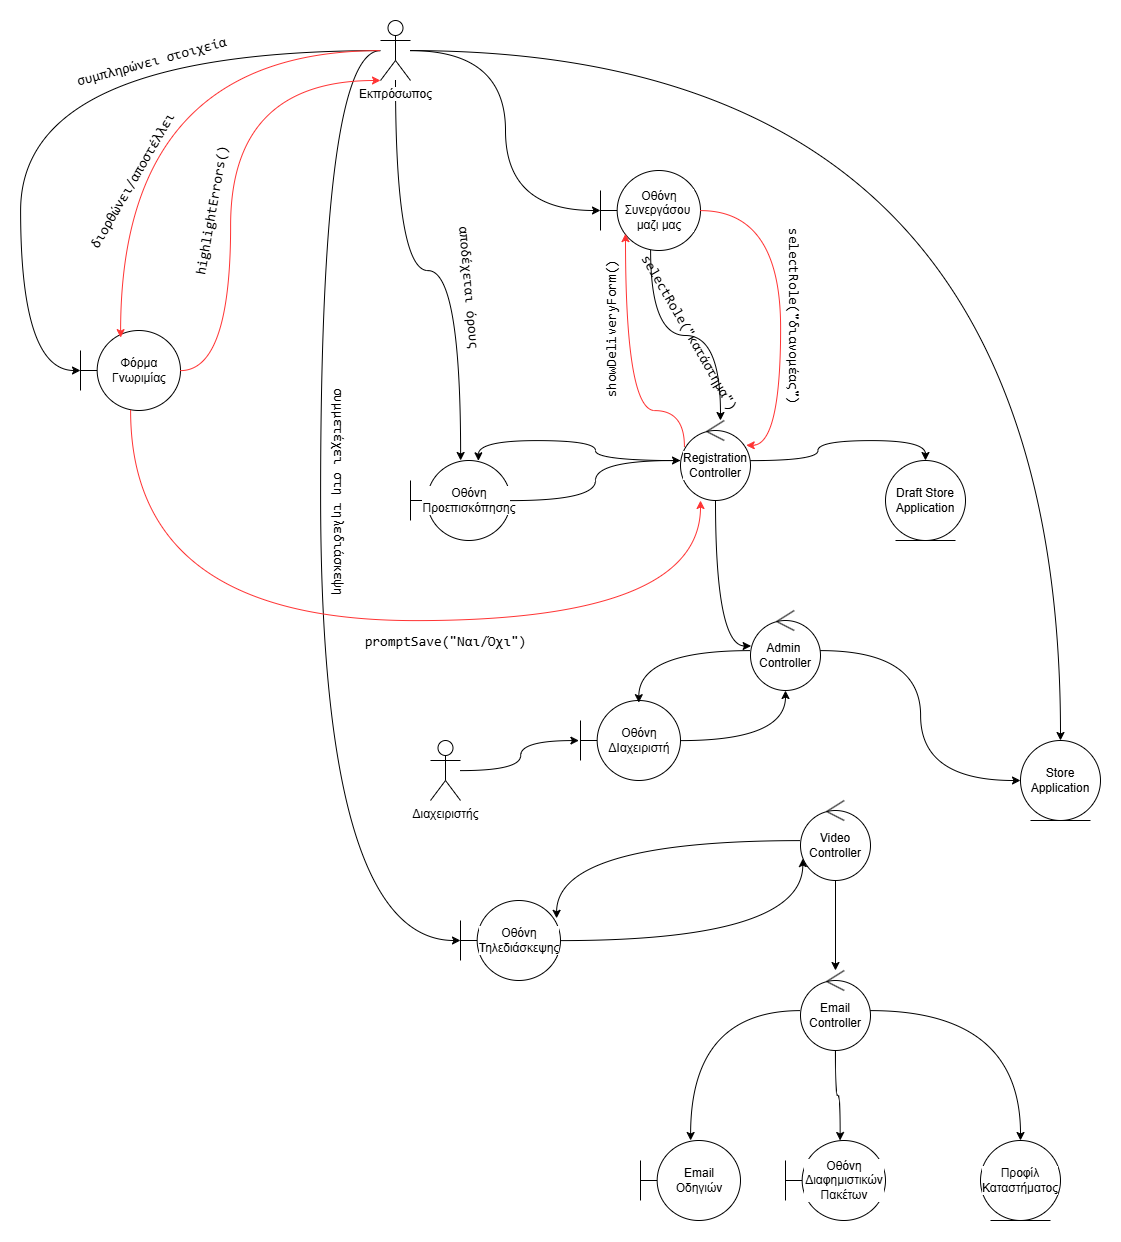 συμπληρώνει στοιχεία
Εκπρόσωπος
διορθώνει/αποστέλλει
highlightErrors()
Οθόνη
Συνεργάσου
μαζι μας
αποδέχεται όρους
showDeliveryForm()
selectRole("κατάστημα")
selectRole("διανομέας")
Φόρμα
Γνωριμίας
συμμετέχει στη τηλεδιάσκεψη
Registration
Controller
Οθόνη
Προεπισκόπησης
Draft Store
Application
promptSave("Ναι/Όχι")
Admin
Controller
Οθόνη
ΔΙαχειριστή
Διαχειριστής
Store
Application
Video
Controller
Οθόνη
Τηλεδιάσκεψης
Email
Controller
Email
Οδηγιών
Οθόνη
Διαφημιστικών
Πακέτων
Προφίλ
Καταστήματος